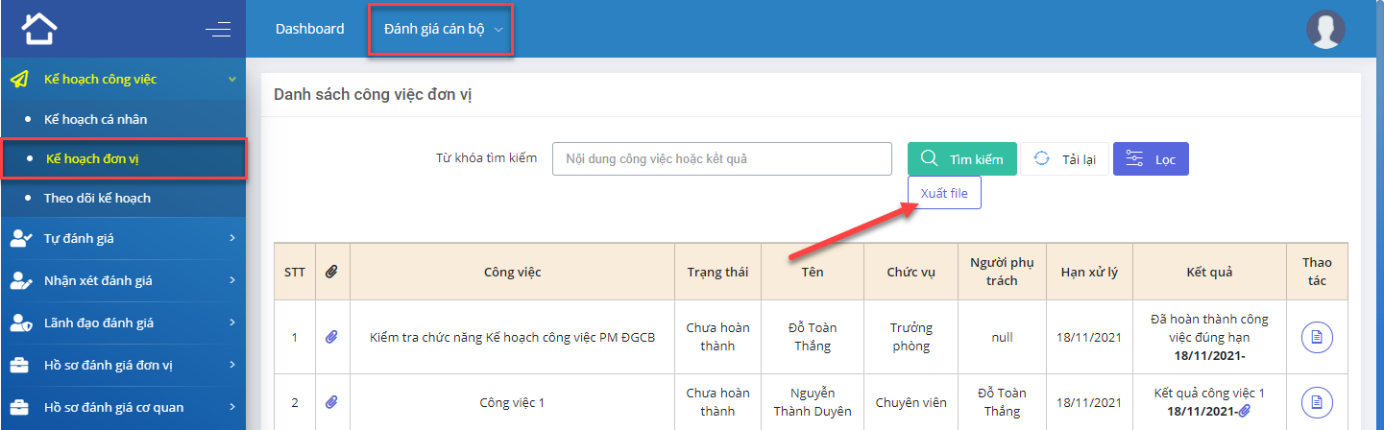 Dashboard
Đánh giá cán bộ
Kế hoạch công việc
Kế hoạch cá nhân
Kế hoạch đơn vị
Theo dõi kế hoạch
Tự đánh giá
Nhận xét đánh giá
Lãnh đạo đánh giá
Hồ sơ đánh giá đơn vị
Hồ sơ đánh giá cơ quan
Danh sách công việc đơn vị
Từ khóa tìm kiếm
Nội dung công việc hoặc kết quả
Tìm kiếm
Tải lại
Lọc
Xuất file
STT
Công việc
Trạng thái
Tên
Chức vụ
Người phụ
trách
Hạn xử lý
Kết quả
Thao
tác
1
Kiểm tra chức năng Kế hoạch công việc PM ĐGCB
Chưa hoàn
thành
Đỗ Toàn
Thắng
Trưởng
phòng
null
18/11/2021
Đã hoàn thành công
việc đúng hạn
18/11/2021-
2
Công việc 1
Chưa hoàn
thành
Nguyễn
Thành Duyên
Chuyên viên
Đỗ Toàn
Thắng
18/11/2021
Kết quả công việc 1
18/11/2021-